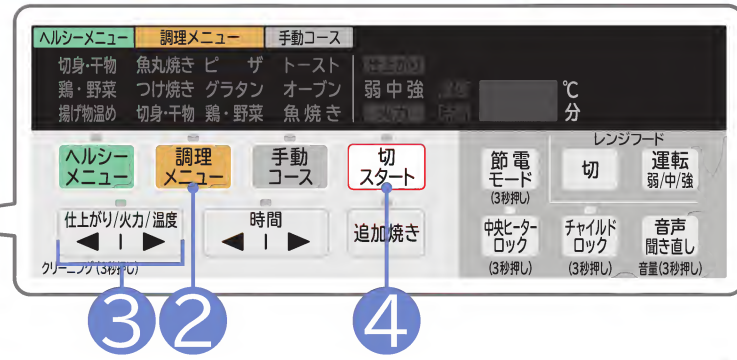 ヘルシーメニュー 調理メニュー 手動コース
切身・干物 魚丸焼き ピザ トースト 仕上がり
鶏・野菜 つけ焼き グラタン オーブン 弱 中 強 ℃
揚げ物温め 切身・干物 鶏・野菜 魚焼き 火力 分
レンジフード
ヘルシー
メニュー
調理
メニュー
手動
コース
切
スタート
節電
モード
(3秒押し)
切
運転
弱/中/強
仕上がり/火力/温度
◀ I ▶
時間
◀ I ▶
追加焼き
中央ヒーター
ロック
(3秒押し)
チャイルド
ロック
(3秒押し)
音声
聞き直し
音量(3秒押し)
クリーニング(3秒押し)
3 2 4